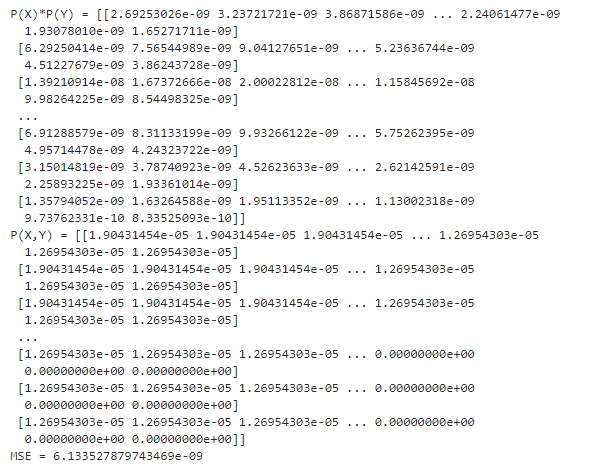 P(X)*P(Y) = [[2.69253026e-09 3.23721721e-09 3.86871586e-09 ... 2.24061477e-09
1.93078010e-09 1.65271711e-09]
[6.29250414e-09 7.56544989e-09 9.04127651e-09 ... 5.23636744e-09
4.51227679e-09 3.86243728e-09]
[1.39210914e-08 1.67372666e-08 2.00022812e-08 ... 1.15845692e-08
9.98264225e-09 8.54498325e-09]
...
[6.91288579e-09 8.31133199e-09 9.93266122e-09 ... 5.75262395e-09
4.95714478e-09 4.24323722e-09]
[3.15014819e-09 3.78740923e-09 4.52623633e-09 ... 2.62142591e-09
2.25893225e-09 1.93361014e-09]
[1.35794052e-09 1.63264588e-09 1.95113352e-09 ... 1.13002318e-09
9.73762331e-10 8.33525093e-10]]
P(X,Y) = [[1.90431454e-05 1.90431454e-05 1.90431454e-05 ... 1.26954303e-05
1.26954303e-05 1.26954303e-05]
[1.90431454e-05 1.90431454e-05 1.90431454e-05 ... 1.26954303e-05
1.26954303e-05 1.26954303e-05]
[1.90431454e-05 1.90431454e-05 1.90431454e-05 ... 1.26954303e-05
1.26954303e-05 1.26954303e-05]
...
[1.26954303e-05 1.26954303e-05 1.26954303e-05 ... 0.00000000e+00
0.00000000e+00 0.00000000e+00]
[1.26954303e-05 1.26954303e-05 1.26954303e-05 ... 0.00000000e+00
0.00000000e+00 0.00000000e+00]
[1.26954303e-05 1.26954303e-05 1.26954303e-05 ... 0.00000000e+00
0.00000000e+00 0.00000000e+00]]
MSE = 6.133527879743469e-09